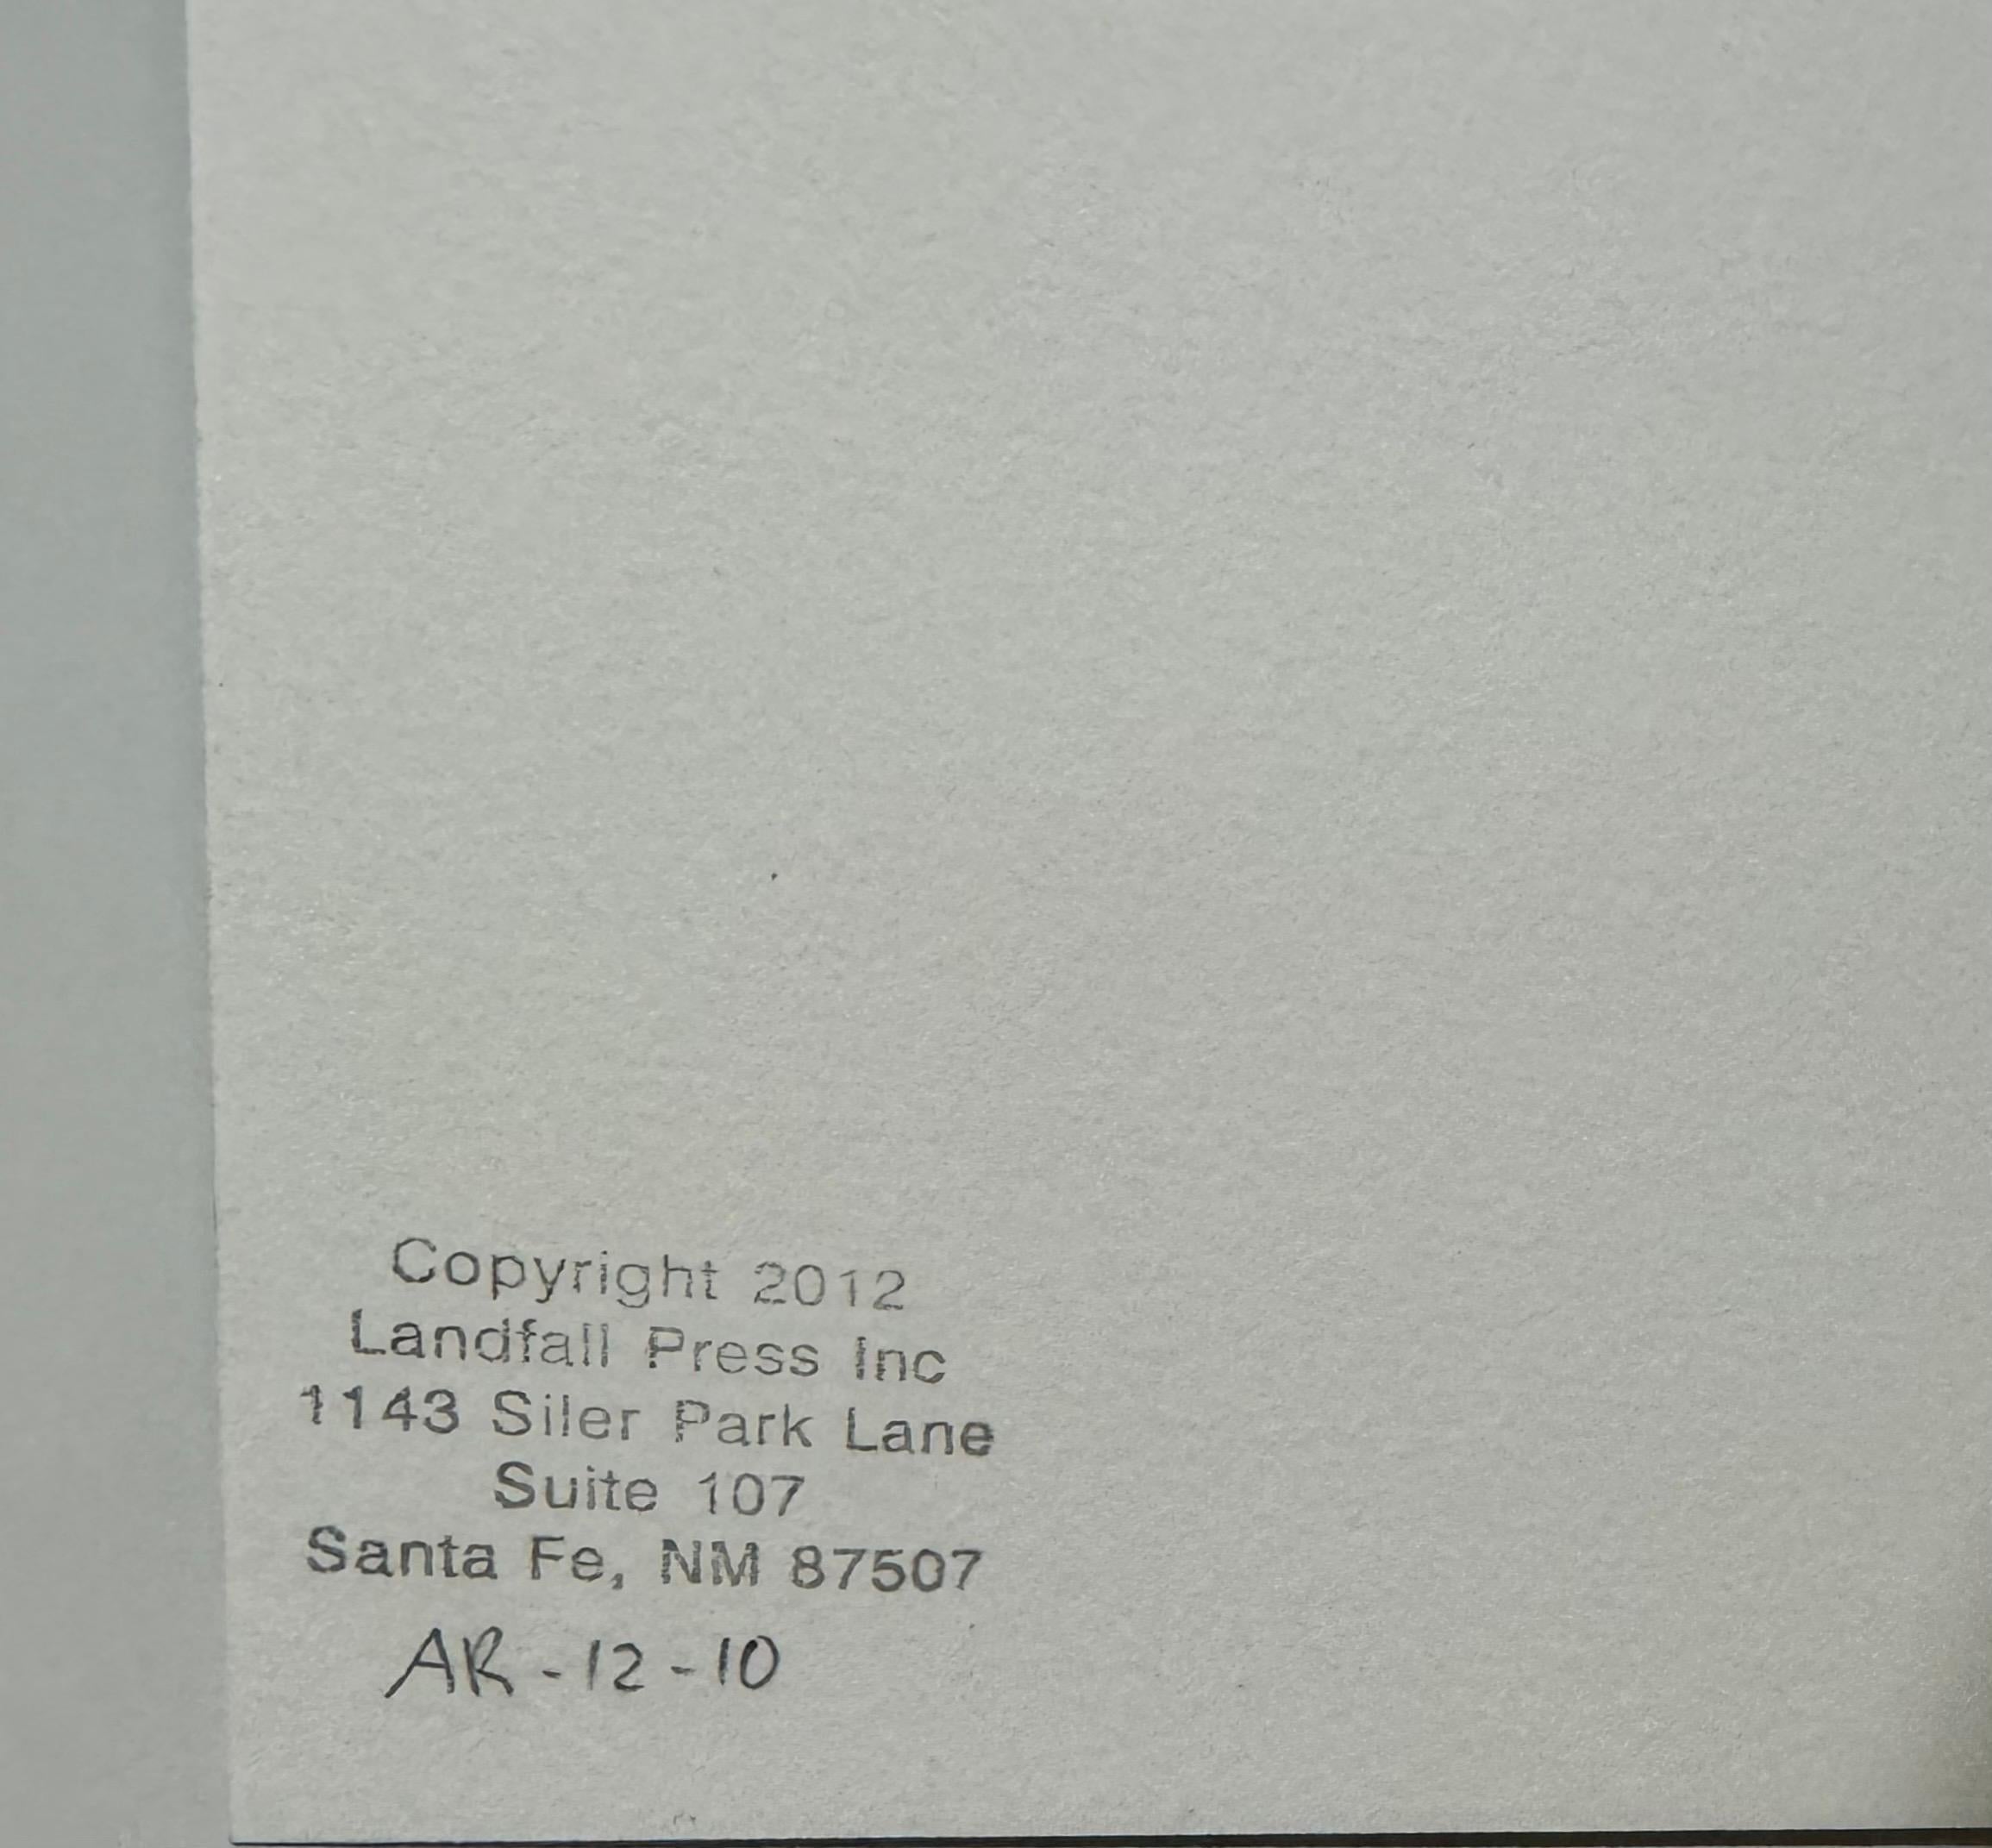 Copyright 2012
Landfall Press Inc
1143 Siler Park Lane
Suite 107
Santa Fe, NM 87507
AR-12-10